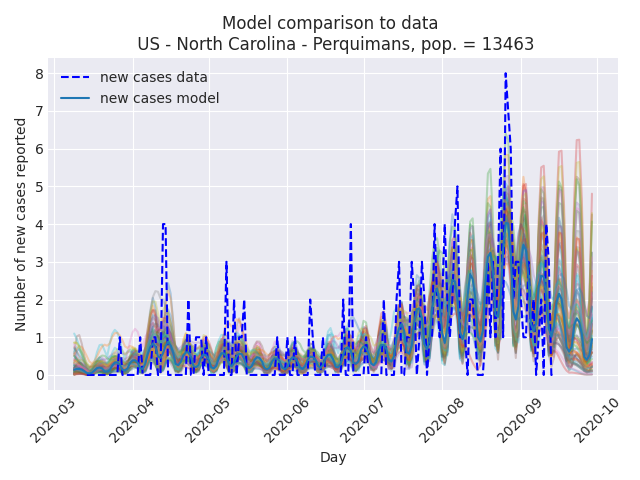 Model comparison to data
US - North Carolina - Perquimans, pop. = 13463
new cases data
new cases model
Number of new cases reported
8
7
6
5
4
3
2
1
0
2020-03
2020-04
2020-05
2020-06
2020-07
2020-08
2020-09
2020-10
Day